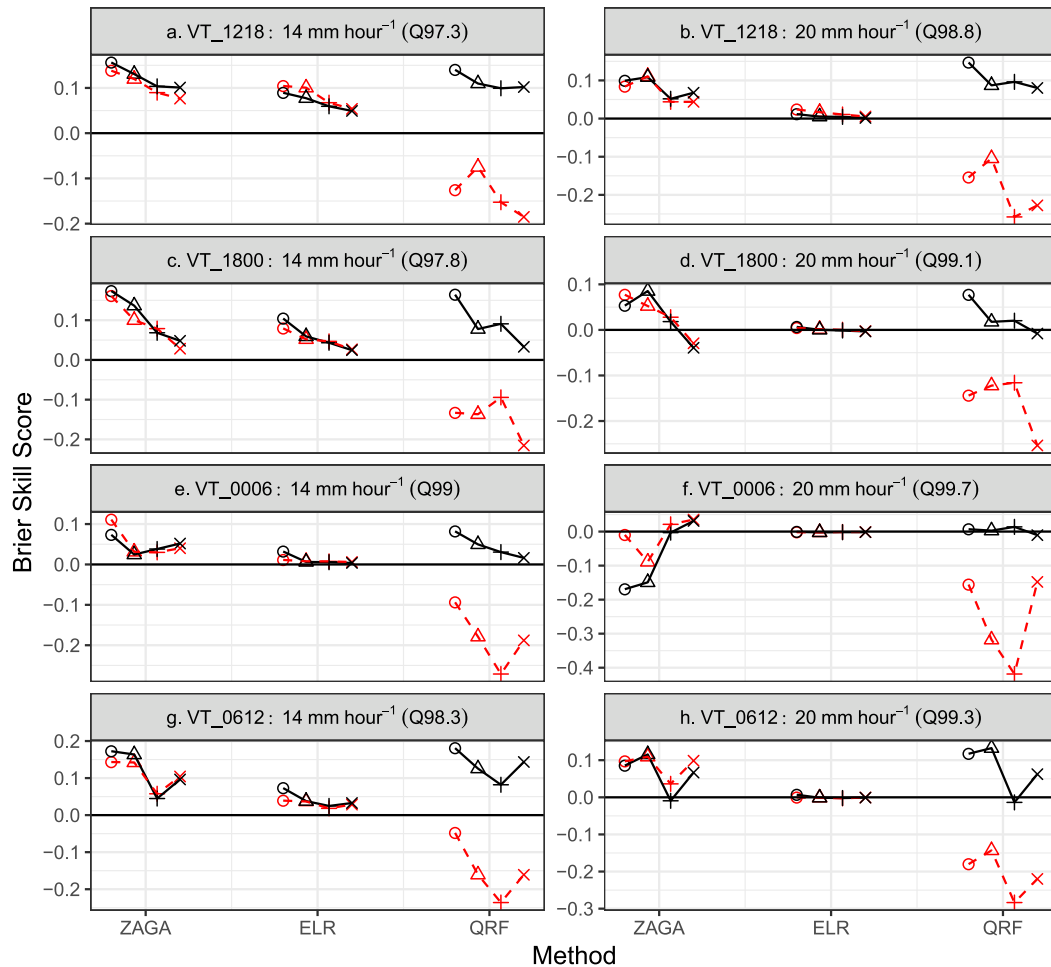 a. VT_1218 : 14 mm hour⁻¹ (Q97.3)
b. VT_1218 : 20 mm hour⁻¹ (Q98.8)
0.1
0.0
−0.1
−0.2
0.1
0.0
−0.1
−0.2
c. VT_1800 : 14 mm hour⁻¹ (Q97.8)
d. VT_1800 : 20 mm hour⁻¹ (Q99.1)
0.1
0.0
−0.1
−0.2
0.1
0.0
−0.1
−0.2
e. VT_0006 : 14 mm hour⁻¹ (Q99)
f. VT_0006 : 20 mm hour⁻¹ (Q99.7)
0.1
0.0
−0.1
−0.2
0.0
−0.1
−0.2
−0.3
−0.4
g. VT_0612 : 14 mm hour⁻¹ (Q98.3)
h. VT_0612 : 20 mm hour⁻¹ (Q99.3)
0.2
0.1
0.0
−0.1
−0.2
0.1
0.0
−0.1
−0.2
−0.3
ZAGA
ELR
QRF
ZAGA
ELR
QRF
Method
Brier Skill Score